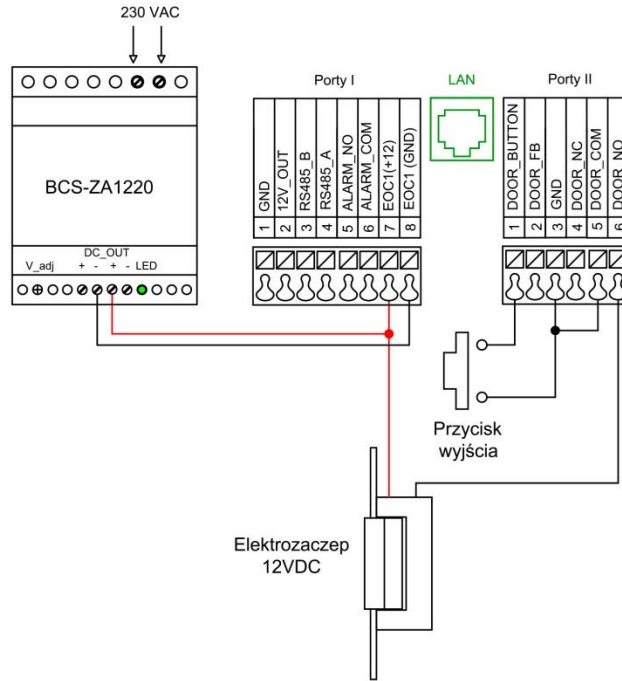 230 VAC
BCS-ZA1220
DC_OUT
V_adj + - + - LED
Porty I
1 GND
2 12V_OUT
3 RS485_B
4 RS485_A
5 ALARM_NO
6 ALARM_COM
7 EOC1(+12)
8 EOC1 (GND)
LAN
Porty II
1 DOOR_BUTTON
2 DOOR_FB
3 GND
4 DOOR_NC
5 DOOR_COM
6 DOOR_NO
Przycisk
wyjścia
Elektrozaczep
12VDC